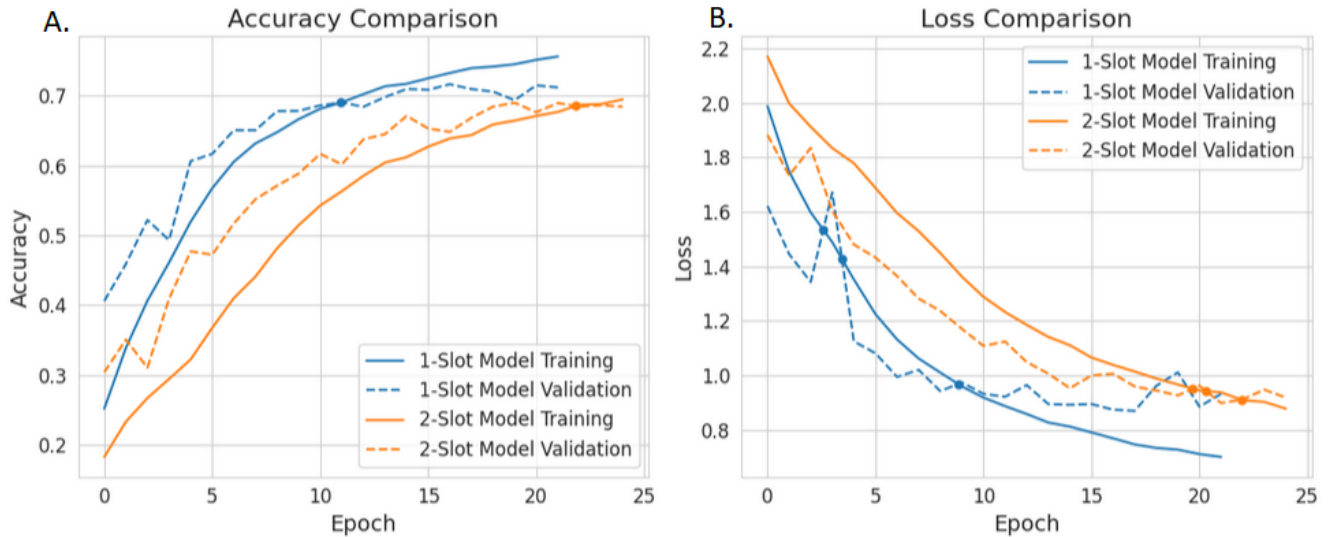 A.
Accuracy Comparison
Accuracy
0.7
0.6
0.5
0.4
0.3
0.2
1-Slot Model Training
1-Slot Model Validation
2-Slot Model Training
2-Slot Model Validation
0 5 10 15 20 25
Epoch
B.
Loss Comparison
Loss
2.2
2.0
1.8
1.6
1.4
1.2
1.0
0.8
1-Slot Model Training
1-Slot Model Validation
2-Slot Model Training
2-Slot Model Validation
0 5 10 15 20 25
Epoch